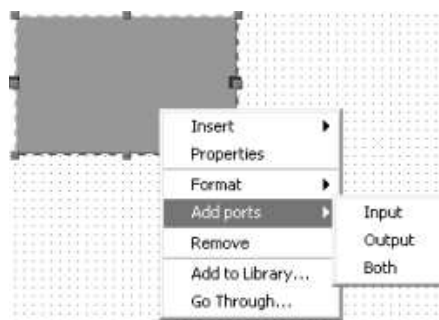 Insert
Properties
Format
Add ports
Remove
Add to Library...
Go Through...
Input
Output
Both